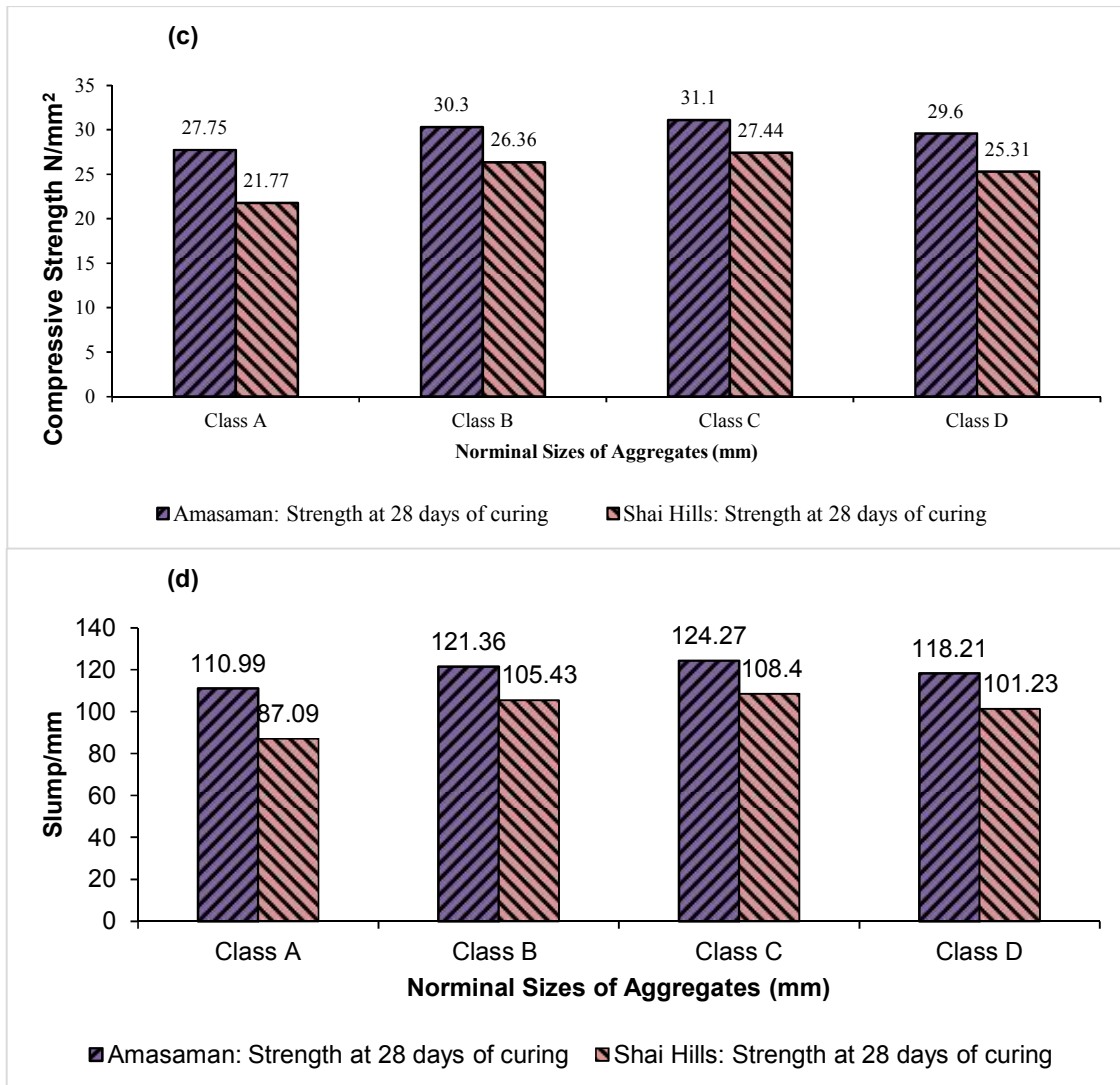 (c)
Compressive Strength N/mm²
35
30
25
20
15
10
5
0
27.75
21.77
30.3
26.36
31.1
27.44
29.6
25.31
Class A
Class B
Class C
Class D
Norminal Sizes of Aggregates (mm)
Amasaman: Strength at 28 days of curing
Shai Hills: Strength at 28 days of curing
(d)
Slump/mm
140
120
100
80
60
40
20
0
110.99
87.09
121.36
105.43
124.27
108.4
118.21
101.23
Class A
Class B
Class C
Class D
Norminal Sizes of Aggregates (mm)
Amasaman: Strength at 28 days of curing
Shai Hills: Strength at 28 days of curing